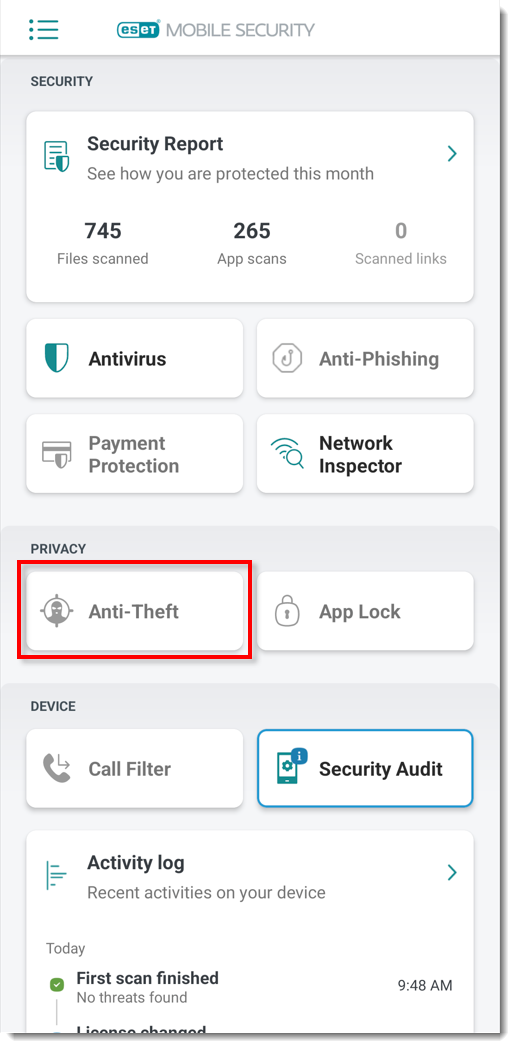 eseT MOBILE SECURITY
SECURITY
Security Report
See how you are protected this month
745 265 0
Files scanned App scans Scanned links
Antivirus Anti-Phishing
Payment Network
Protection Inspector
PRIVACY
Anti-Theft App Lock
DEVICE
Call Filter i Security Audit
Activity log
Recent activities on your device
Today
First scan finished 9:48 AM
No threats found
License changed